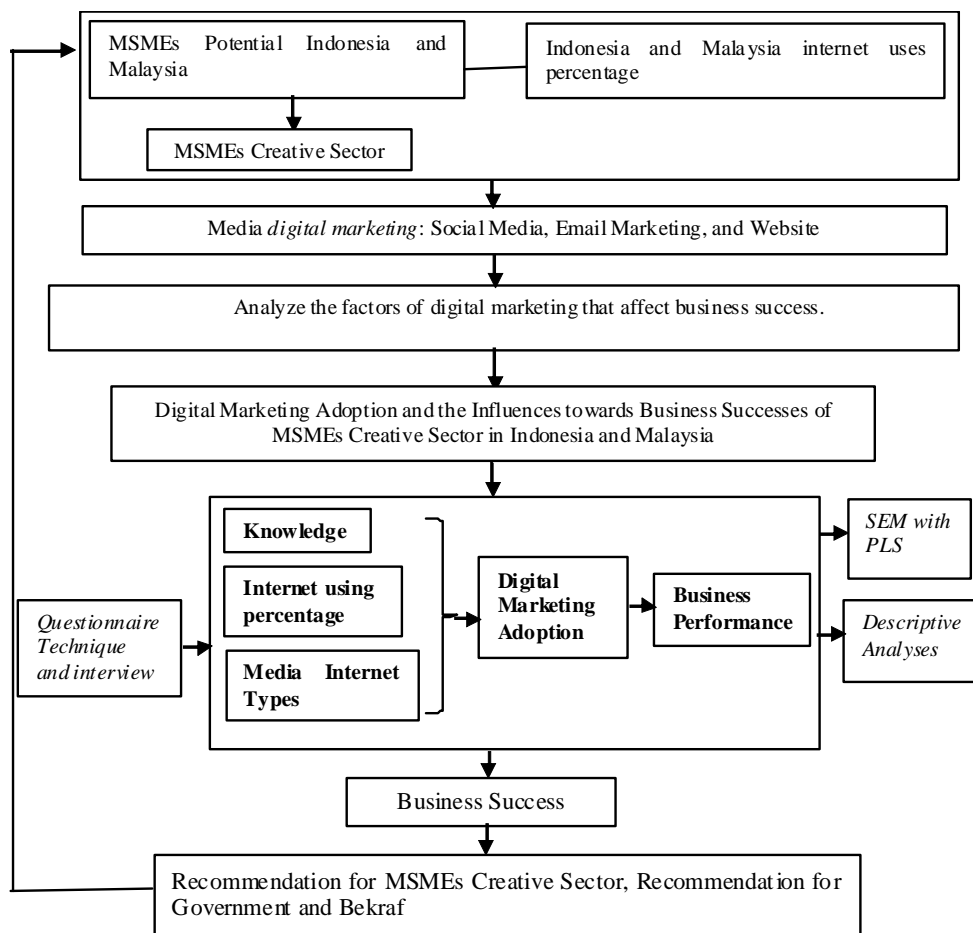 MSMEs Potential Indonesia and
Malaysia
Indonesia and Malaysia internet uses
percentage
MSMEs Creative Sector
Media digital marketing: Social Media, Email Marketing, and Website
Analyze the factors of digital marketing that affect business success.
Digital Marketing Adoption and the Influences towards Business Successes of
MSMEs Creative Sector in Indonesia and Malaysia
Questionnaire
Technique
and interview
Knowledge
Internet using
percentage
Media Internet
Types
Digital
Marketing
Adoption
Business
Performance
SEM with
PLS
Descriptive
Analyses
Business Success
Recommendation for MSMEs Creative Sector, Recommendation for
Government and Bekraf